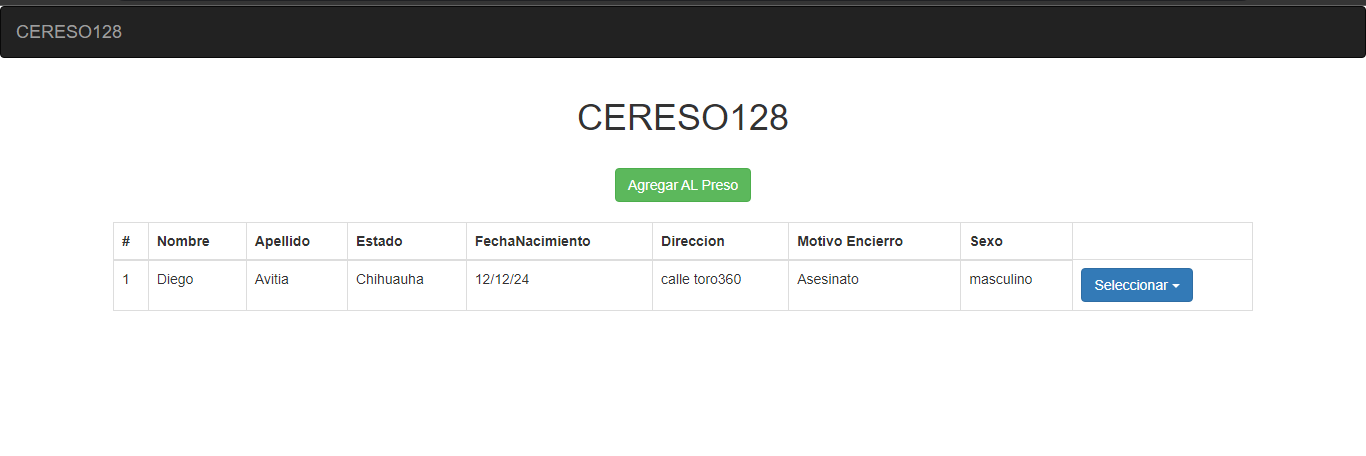 CERESO128
CERESO128
Agregar AL Preso
# Nombre Apellido Estado FechaNacimiento Direccion Motivo Encierro Sexo
1 Diego Avitia Chihuauha 12/12/24 calle toro360 Asesinato masculino Seleccionar